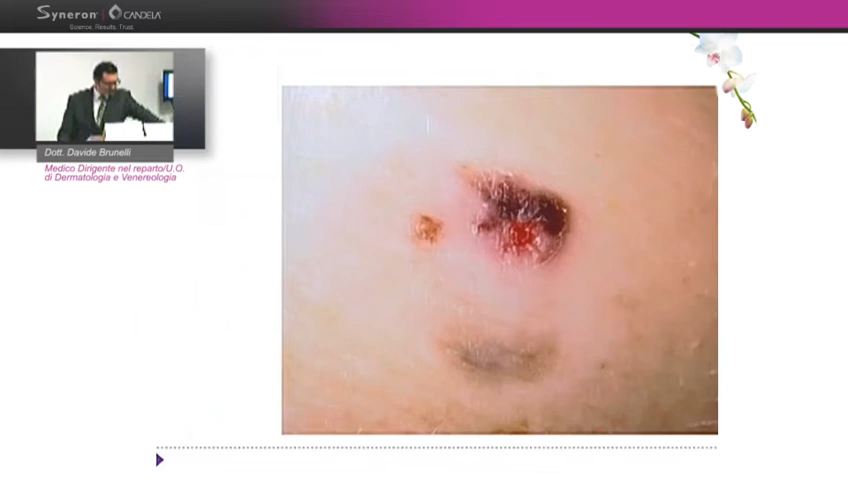 Syneron CANDELA
Science. Results. Trust.
Dott. Davide Brunelli
Medico Dirigente nel reparto/U.O.
di Dermatologia e Venereologia